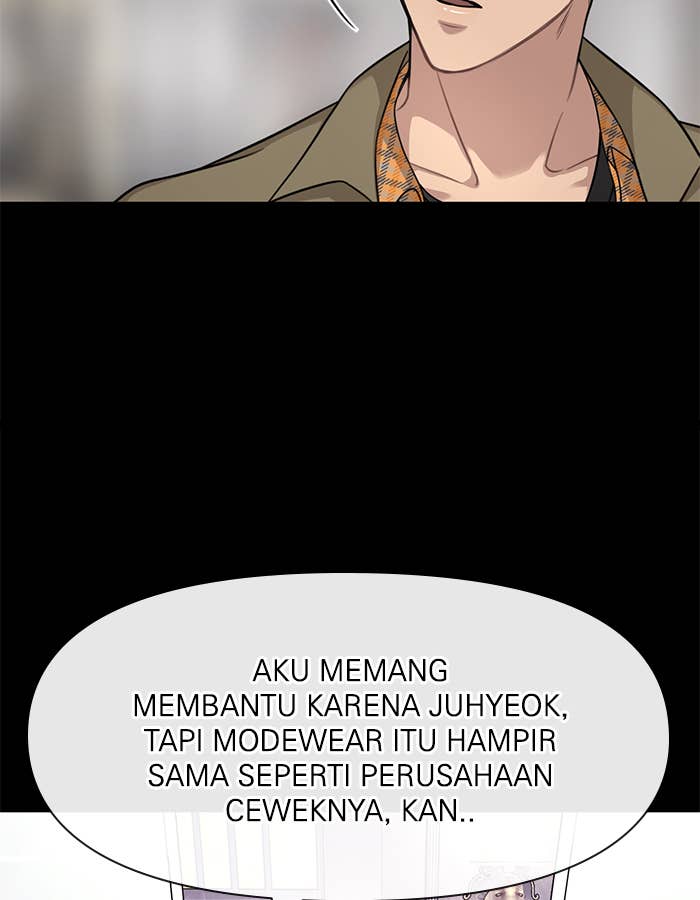 AKU MEMANG
MEMBANTU KARENA JUHYEOK,
TAPI MODEWEAR ITU HAMPIR
SAMA SEPERTI PERUSAHAAN
CEWEKNYA, KAN..